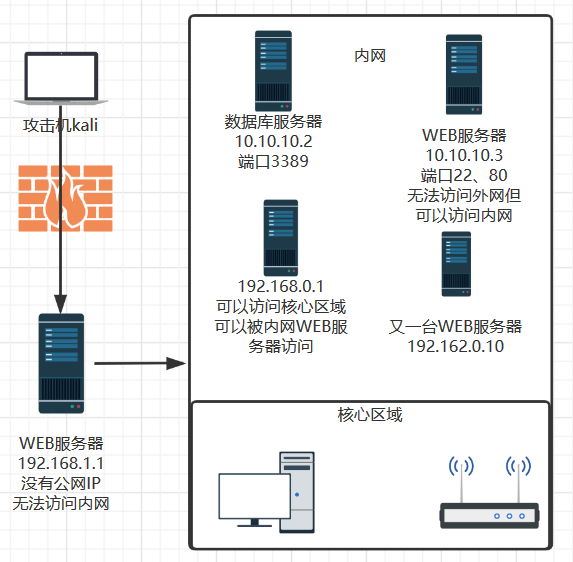 内网
攻击机kali
数据库服务器
10.10.10.2
端口3389
WEB服务器
10.10.10.3
端口22、80
无法访问外网但
可以访问内网
192.168.0.1
可以访问核心区域
可以被内网WEB服
务器访问
又一台WEB服务器
192.162.0.10
WEB服务器
192.168.1.1
没有公网IP
无法访问内网
核心区域